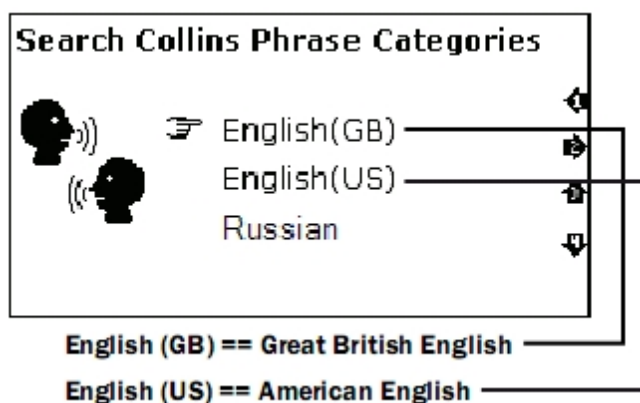 Search Collins Phrase Categories
English(GB)
English(US)
Russian
English (GB) == Great British English
English (US) == American English